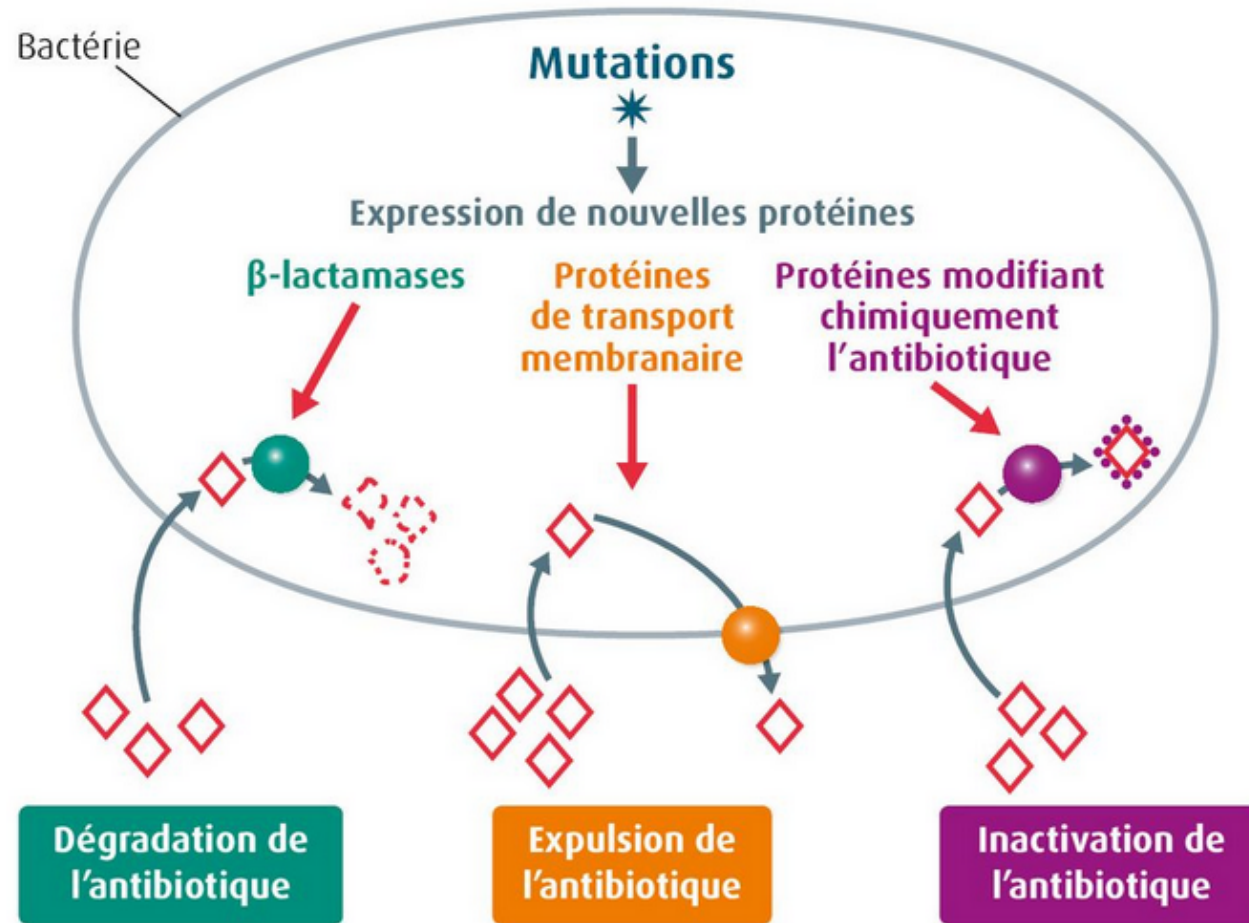 Bactérie
Mutations
Expression de nouvelles protéines
β-lactamases
Protéines
de transport
membranaire
Protéines modifiant
chimiquement
l'antibiotique
Dégradation de
l'antibiotique
Expulsion de
l'antibiotique
Inactivation de
l'antibiotique